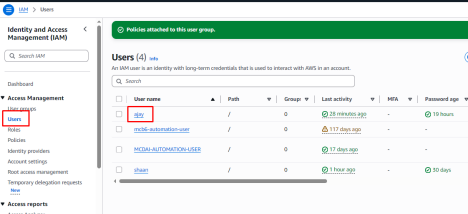 IAM > Users
Identity and Access Management (IAM)
Search IAM
Dashboard
Access Management
User groups
Users
Roles
Policies
Identity providers
Account settings
Root access management
Temporary delegation requests
New
Access reports
Policies attached to this user group.
Users (4) Info
An IAM user is an identity with long-term credentials that is used to interact with AWS in an account.
Search
User name Path Group: Last activity MFA Password age
ajay / 0 28 minutes ago - 19 hours
mcb6-automation-user / 0 117 days ago - -
MCDAI-AUTOMATION-USER / 0 17 days ago - -
shaan / 0 1 hour ago - 30 days